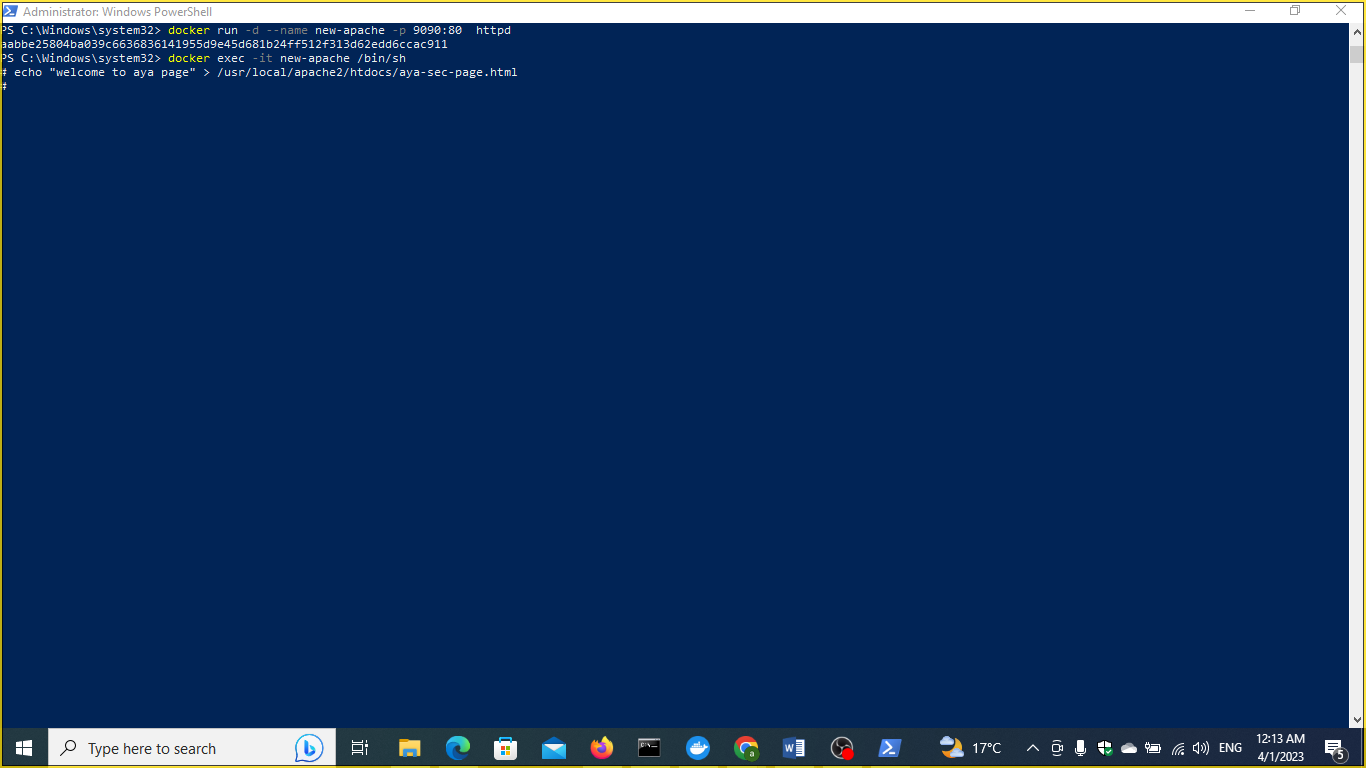 Administrator: Windows PowerShell
PS C:\Windows\system32> docker run -d --name new-apache -p 9090:80  httpd
aabbe25804ba039c6636836141955d9e45d681b24ff512f313d62edd6ccac911
PS C:\Windows\system32> docker exec -it new-apache /bin/sh
# echo "welcome to aya page" > /usr/local/apache2/htdocs/aya-sec-page.html
#
Type here to search
17°C
ENG
12:13 AM
4/1/2023
5